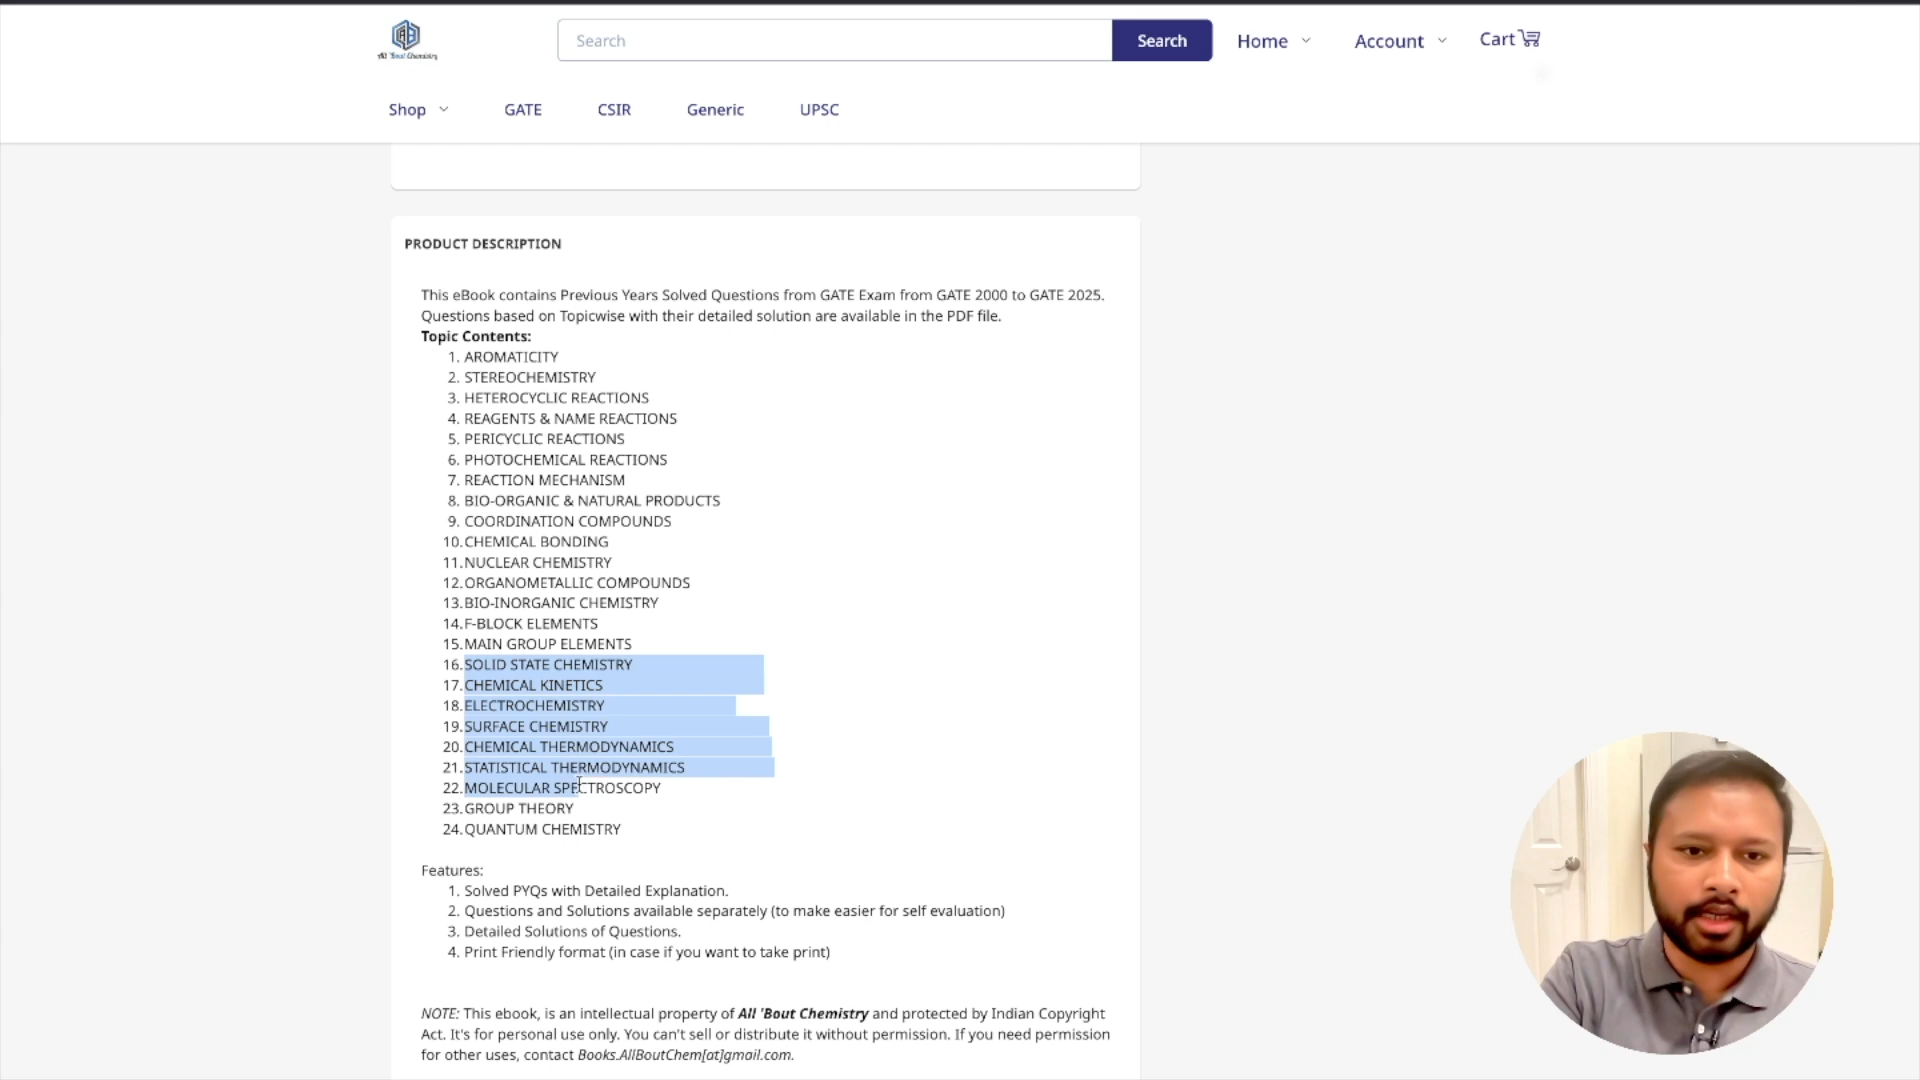 All 'Bout Chemistry
Search
Search
Home
Account
Cart
Shop
GATE
CSIR
Generic
UPSC
PRODUCT DESCRIPTION
This eBook contains Previous Years Solved Questions from GATE Exam from GATE 2000 to GATE 2025.
Questions based on Topicwise with their detailed solution are available in the PDF file.
Topic Contents:
1. AROMATICITY
2. STEREOCHEMISTRY
3. HETEROCYCLIC REACTIONS
4. REAGENTS & NAME REACTIONS
5. PERICYCLIC REACTIONS
6. PHOTOCHEMICAL REACTIONS
7. REACTION MECHANISM
8. BIO-ORGANIC & NATURAL PRODUCTS
9. COORDINATION COMPOUNDS
10. CHEMICAL BONDING
11. NUCLEAR CHEMISTRY
12. ORGANOMETALLIC COMPOUNDS
13. BIO-INORGANIC CHEMISTRY
14. F-BLOCK ELEMENTS
15. MAIN GROUP ELEMENTS
16. SOLID STATE CHEMISTRY
17. CHEMICAL KINETICS
18. ELECTROCHEMISTRY
19. SURFACE CHEMISTRY
20. CHEMICAL THERMODYNAMICS
21. STATISTICAL THERMODYNAMICS
22. MOLECULAR SPECTROSCOPY
23. GROUP THEORY
24. QUANTUM CHEMISTRY
Features:
1. Solved PYQs with Detailed Explanation.
2. Questions and Solutions available separately (to make easier for self evaluation)
3. Detailed Solutions of Questions.
4. Print Friendly format (in case if you want to take print)
NOTE: This ebook, is an intellectual property of All 'Bout Chemistry and protected by Indian Copyright
Act. It's for personal use only. You can't sell or distribute it without permission. If you need permission
for other uses, contact Books.AllBoutChem[at]gmail.com.